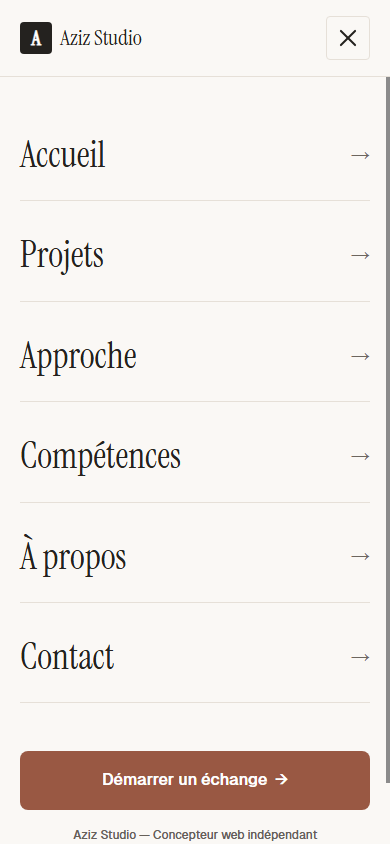 A Aziz Studio
Accueil →
Projets →
Approche →
Compétences →
À propos →
Contact →
Démarrer un échange →
Aziz Studio — Concepteur web indépendant